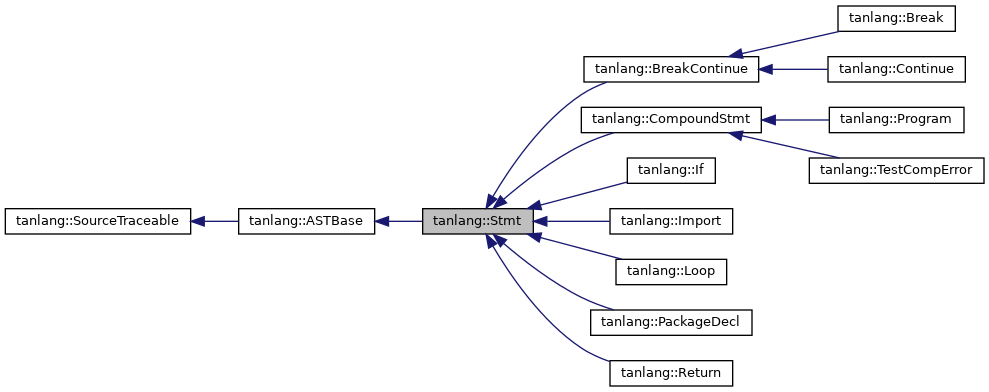 tanlang::Break
tanlang::BreakContinue
tanlang::Continue
tanlang::CompoundStmt
tanlang::Program
tanlang::If
tanlang::TestCompError
tanlang::SourceTraceable
tanlang::ASTBase
tanlang::Stmt
tanlang::Import
tanlang::Loop
tanlang::PackageDecl
tanlang::Return